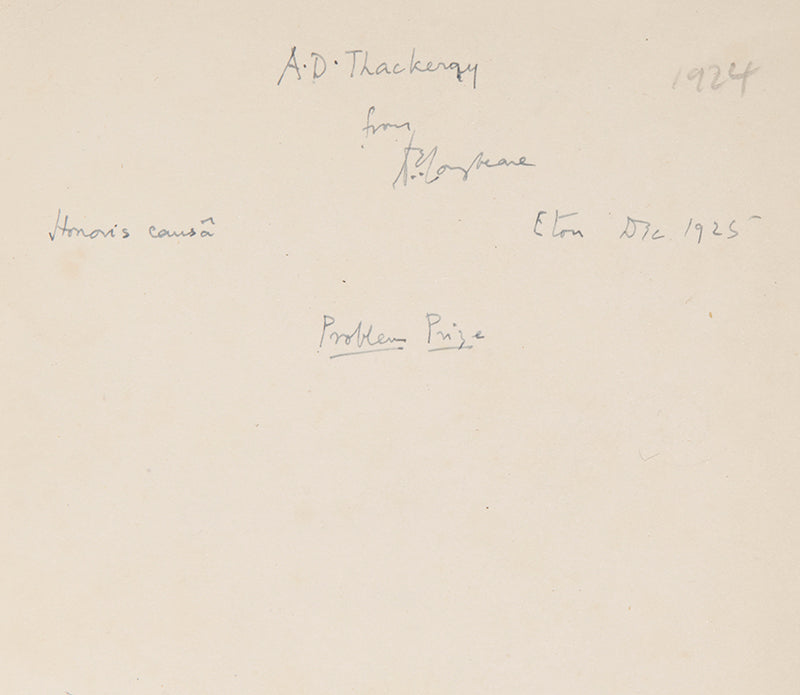 A.D. Thackeray
1924
from
Honoris causâ
Eton Dec 1925
Problem Prize